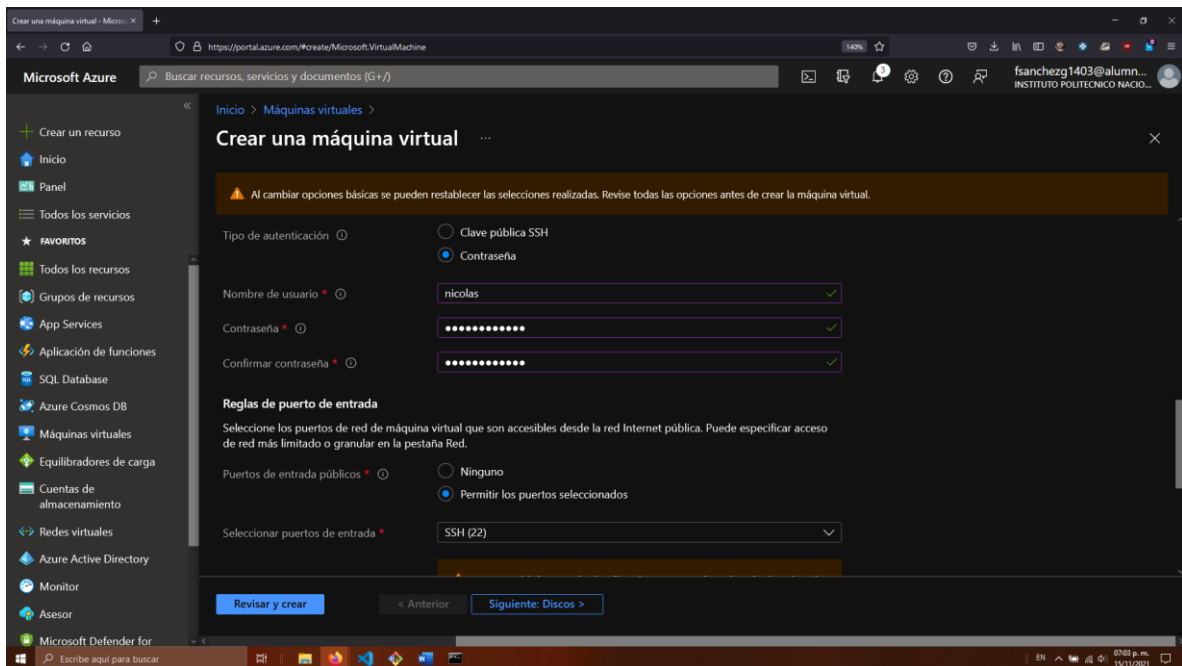 Crear una máquina virtual - Micros
https://portal.azure.com/#create/Microsoft.VirtualMachine
140%
Microsoft Azure
Buscar recursos, servicios y documentos (G+/)
3
fsanchezg1403@alumn...
INSTITUTO POLITECNICO NACIO...
Crear un recurso
Inicio
Panel
Todos los servicios
FAVORITOS
Todos los recursos
Grupos de recursos
App Services
Aplicación de funciones
SQL Database
Azure Cosmos DB
Máquinas virtuales
Equilibradores de carga
Cuentas de
almacenamiento
Redes virtuales
Azure Active Directory
Monitor
Asesor
Microsoft Defender for
Inicio > Máquinas virtuales >
Crear una máquina virtual ...
Al cambiar opciones básicas se pueden restablecer las selecciones realizadas. Revise todas las opciones antes de crear la máquina virtual.
Tipo de autenticación
Clave pública SSH
Contraseña
Nombre de usuario *
nicolas
Contraseña *
••••••••••••
Confirmar contraseña *
••••••••••••
Reglas de puerto de entrada
Seleccione los puertos de red de máquina virtual que son accesibles desde la red Internet pública. Puede especificar acceso
de red más limitado o granular en la pestaña Red.
Puertos de entrada públicos *
Ninguno
Permitir los puertos seleccionados
Seleccionar puertos de entrada *
SSH (22)
Revisar y crear
< Anterior
Siguiente: Discos >
Escribe aquí para buscar
EN
07:03 p. m.
15/11/2021